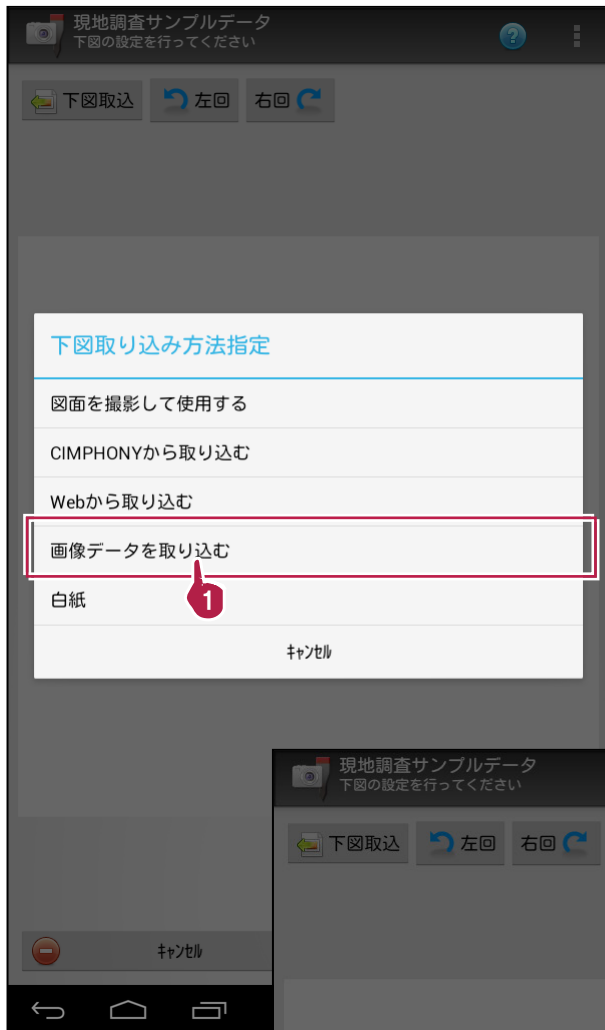 現地調査サンプルデータ
下図の設定を行ってください
下図取込 左回 右回
下図取り込み方法指定
図面を撮影して使用する
CIMPHONYから取り込む
Webから取り込む
画像データを取り込む
1
白紙
ｷｬﾝｾﾙ
現地調査サンプルデータ
下図の設定を行ってください
下図取込 左回 右回
ｷｬﾝｾﾙ